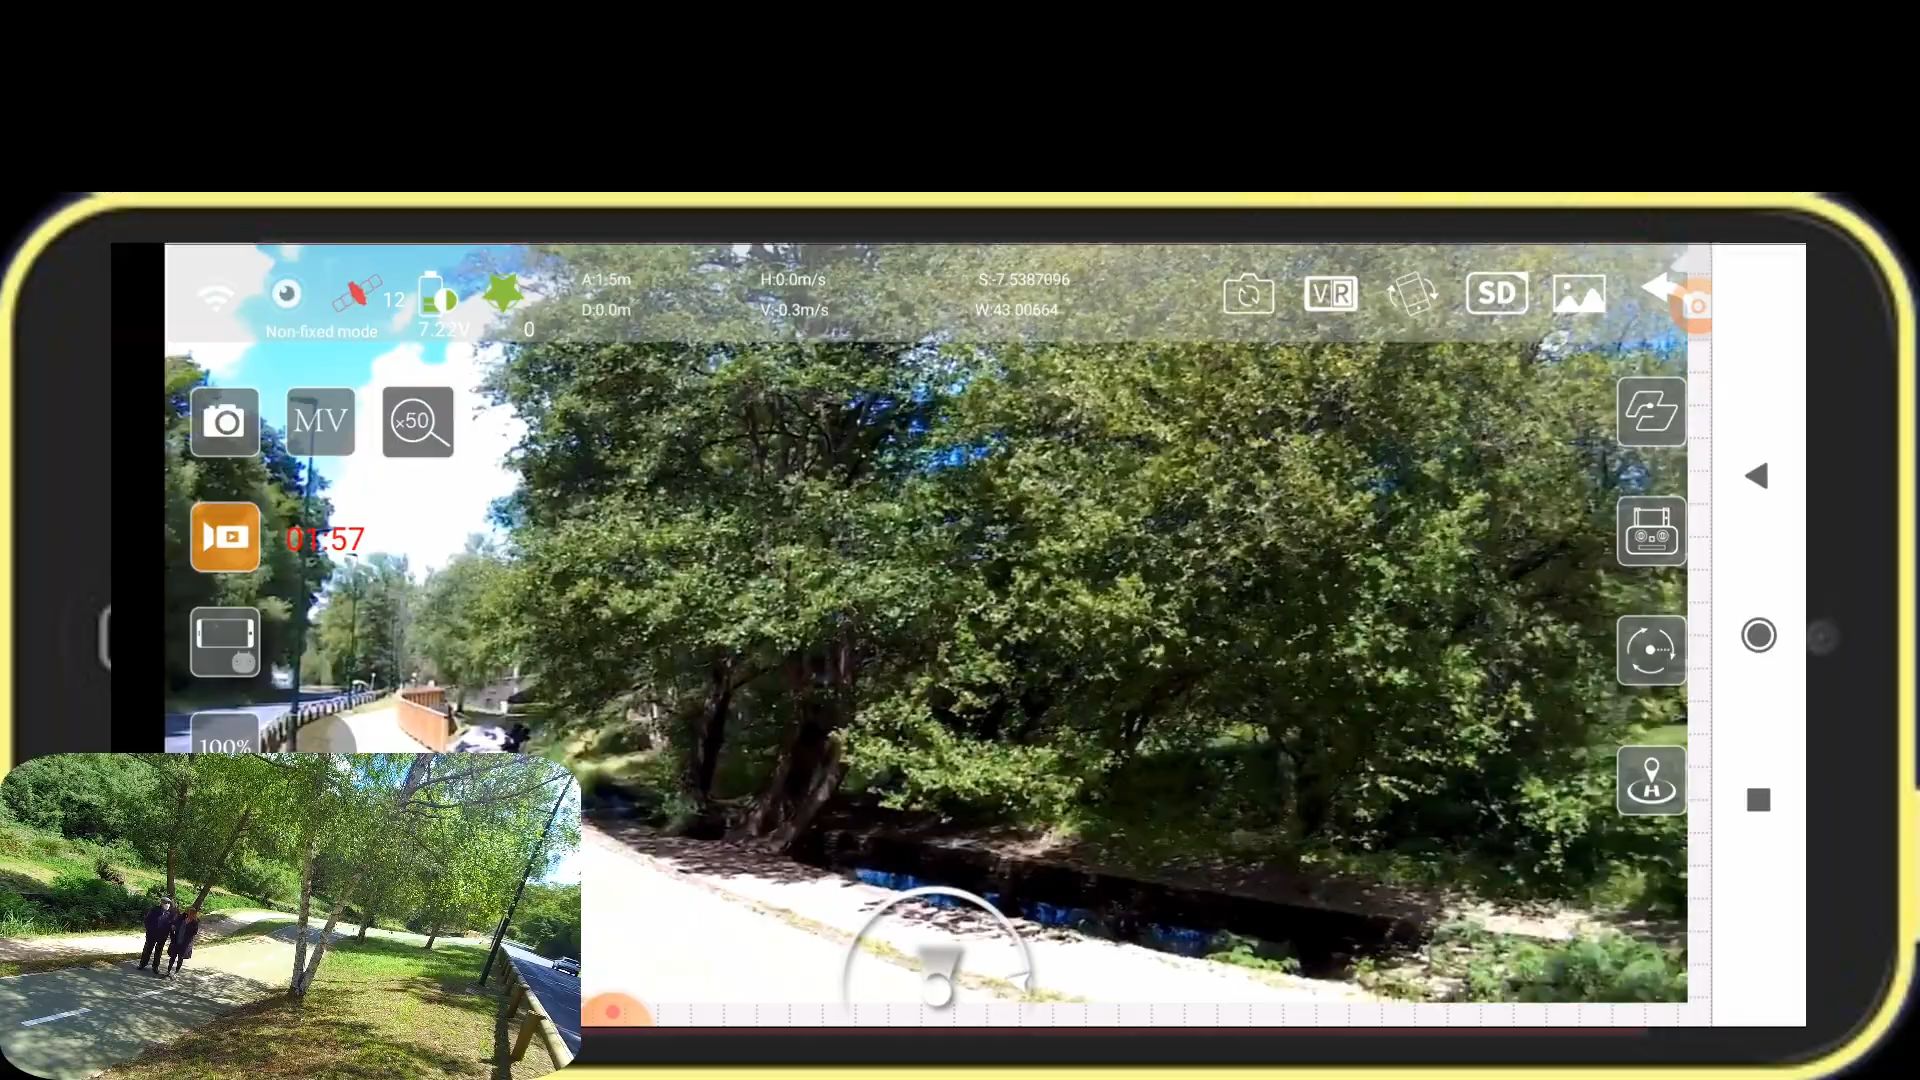 A:1.5m
H:0.0m/s
S:-7.5387096
12
D:0.0m
V:-0.3m/s
W:43.00664
VR
SD
Non-fixed mode
7.22V
0
MV
x50
01:57
100%
H